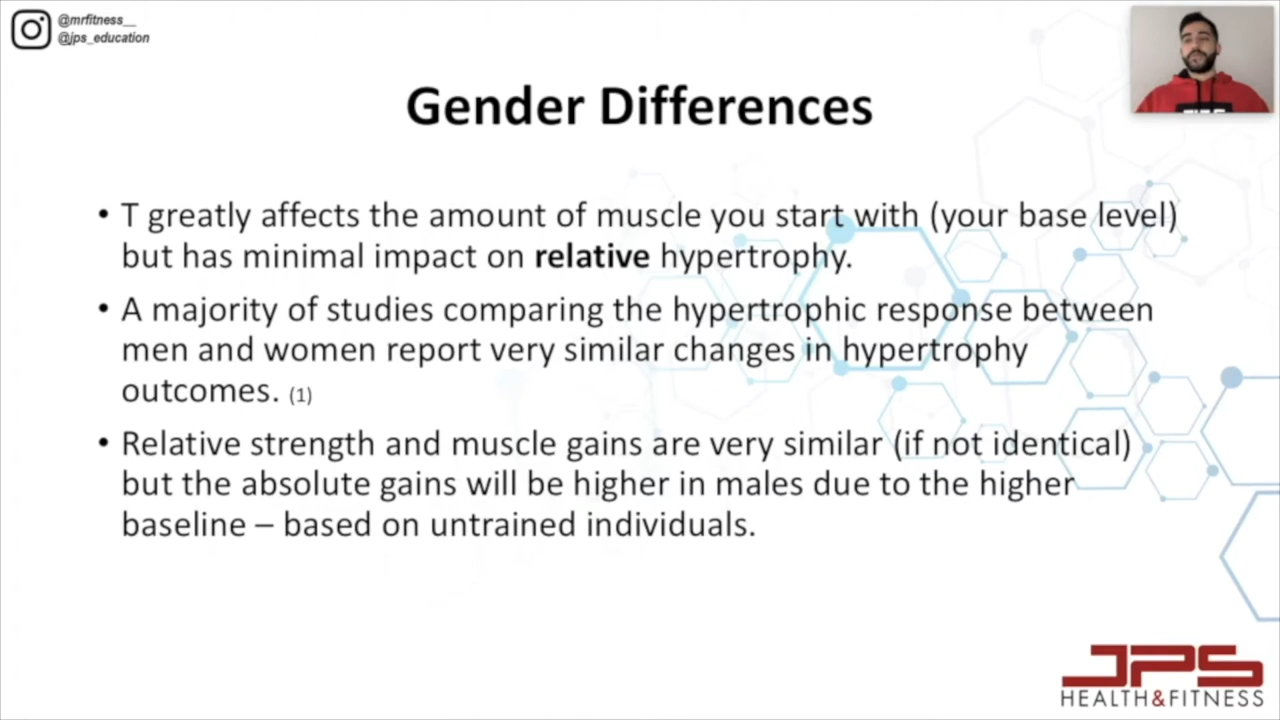 @mrfitness__
@jps_education
Gender Differences
• T greatly affects the amount of muscle you start with (your base level)
but has minimal impact on relative hypertrophy.
• A majority of studies comparing the hypertrophic response between
men and women report very similar changes in hypertrophy
outcomes. (1)
• Relative strength and muscle gains are very similar (if not identical)
but the absolute gains will be higher in males due to the higher
baseline – based on untrained individuals.
JPS
HEALTH&FITNESS